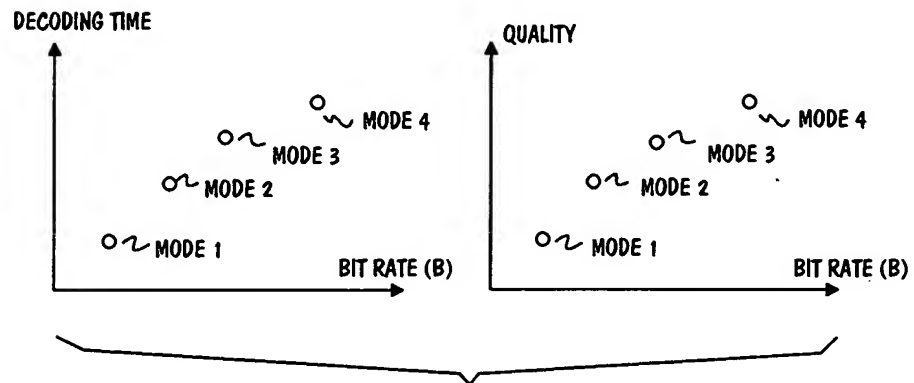 DECODING TIME
MODE 4
MODE 3
MODE 2
MODE 1
BIT RATE (B)
QUALITY
MODE 4
MODE 3
MODE 2
MODE 1
BIT RATE (B)